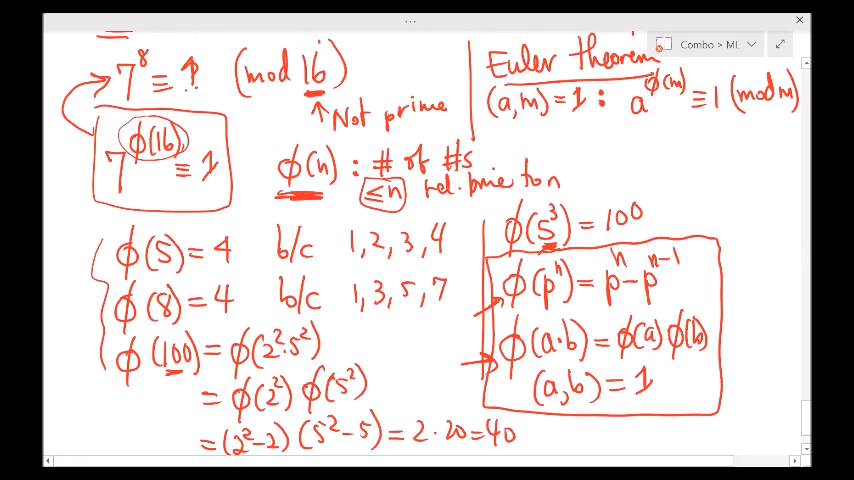 7^8 ≡ ? (mod 16)
↑ Not prime
7^ϕ(16) ≡ 1
ϕ(n) : # of #s
≤n rel. prime to n
ϕ(5) = 4 b/c 1, 2, 3, 4
ϕ(8) = 4 b/c 1, 3, 5, 7
ϕ(100) = ϕ(2^2·5^2)
= ϕ(2^2) ϕ(5^2)
= (2^2-2) (5^2-5) = 2·20 = 40
Combo > ML
Euler theorem
(a, m) = 1 : a^ϕ(m) ≡ 1 (mod m)
ϕ(5^3) = 100
ϕ(p^n) = p^n - p^n-1
ϕ(a·b) = ϕ(a) ϕ(b)
(a, b) = 1